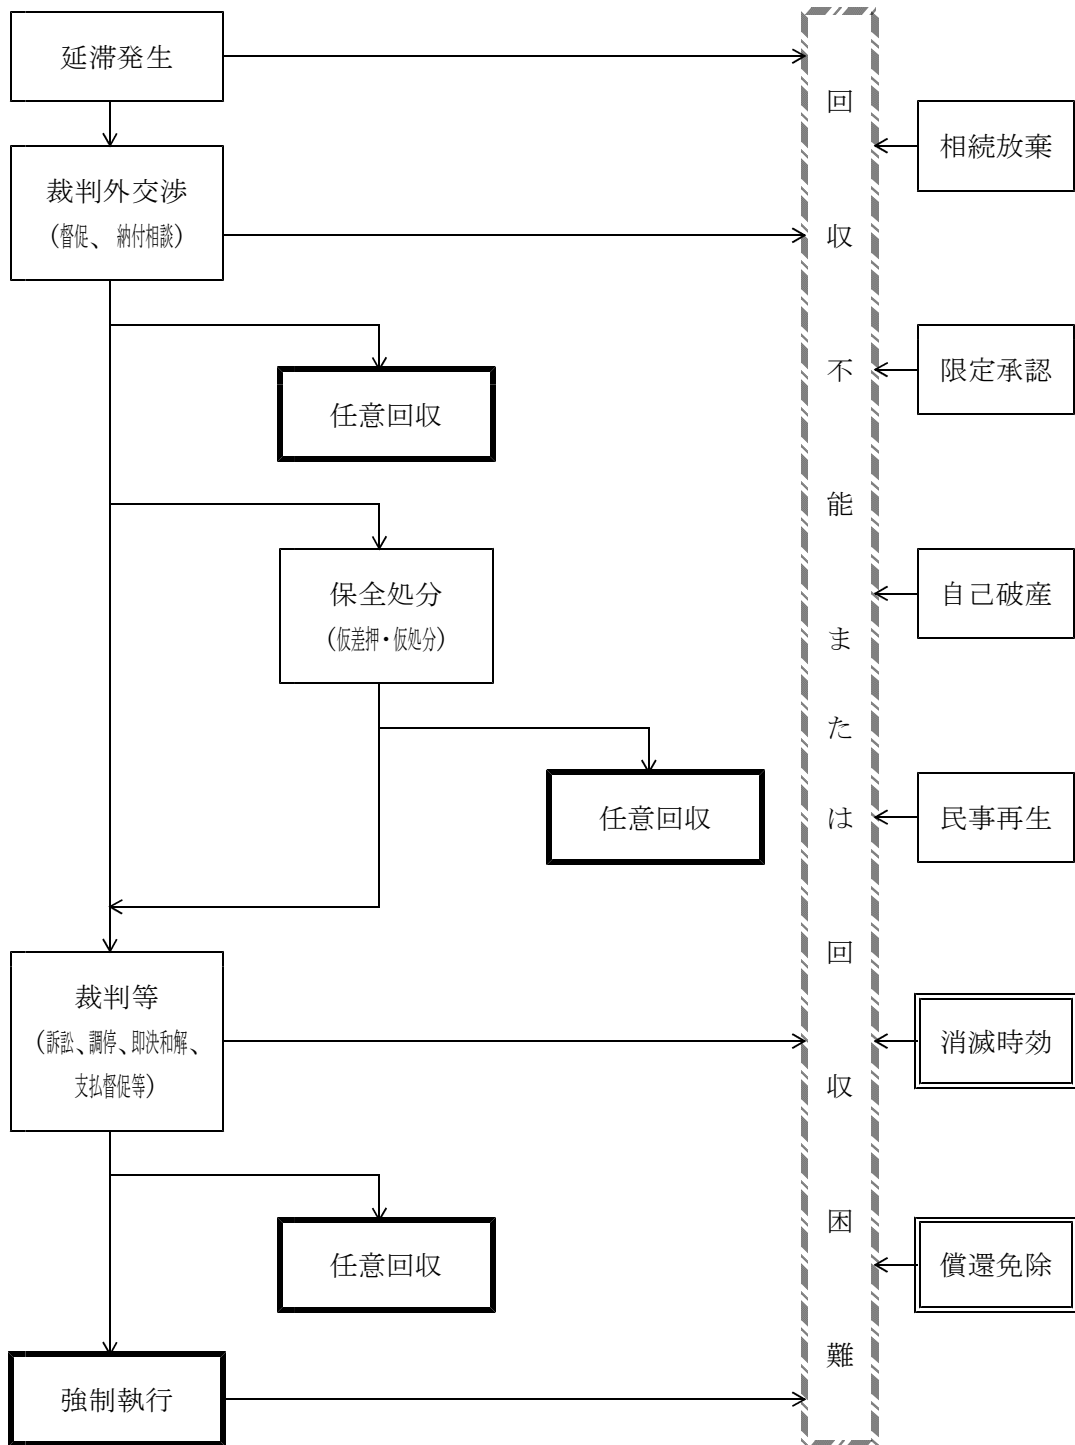 延滞発生
裁判外交渉
（督促、 納付相談）
任意回収
保全処分
（仮差押・仮処分）
任意回収
裁判等
（訴訟、調停、即決和解、
支払督促等）
任意回収
強制執行
回収不能または回収困難
相続放棄
限定承認
自己破産
民事再生
消滅時効
償還免除